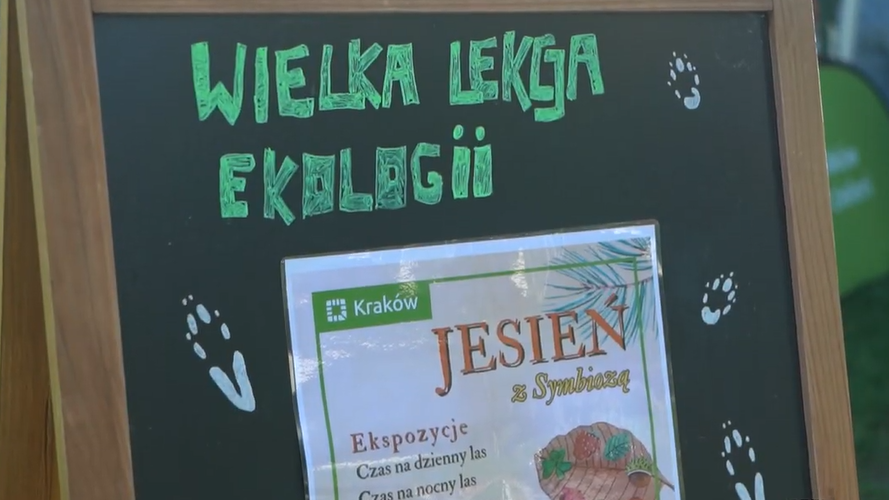 WIELKA LEKCJA
EKOLOGII
Kraków
JESIEŃ
z Symbiozą
Ekspozycje
Czas na dzienny las
Czas na nocny las